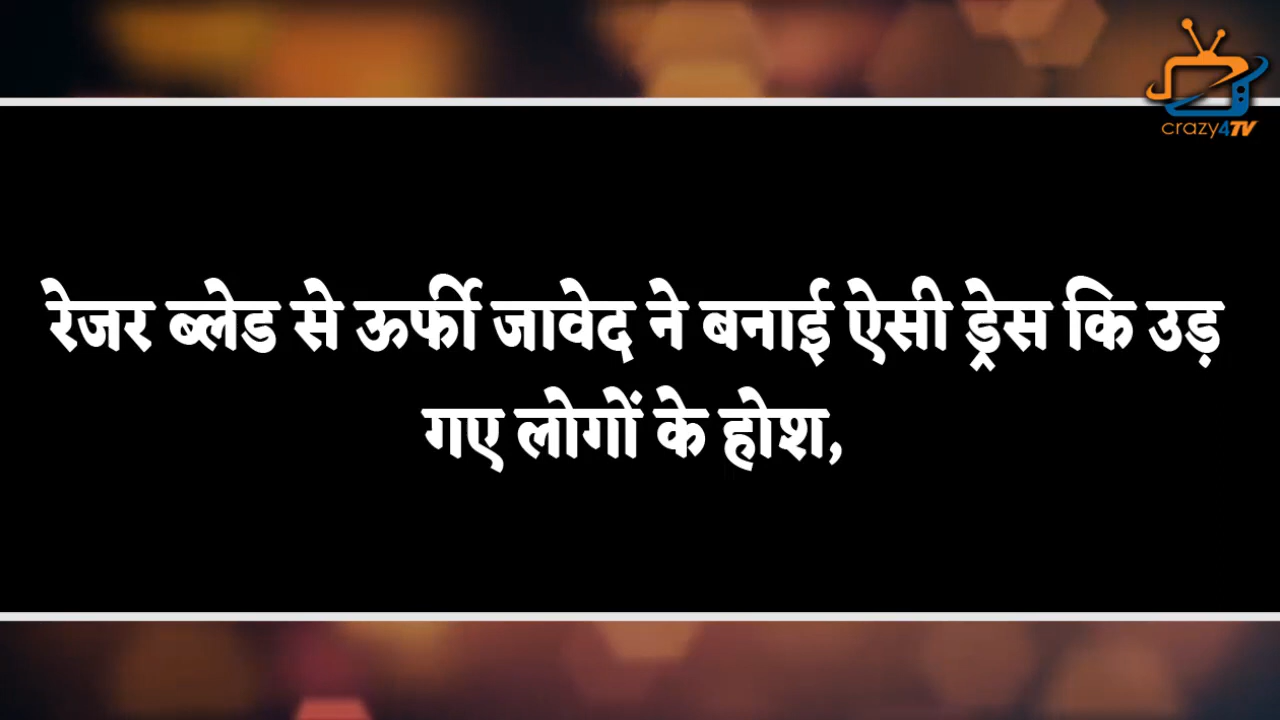 crazy4TV
रेजर ब्लेड से ऊर्फी जावेद ने बनाई ऐसी ड्रेस कि उड़
गए लोगों के होश,